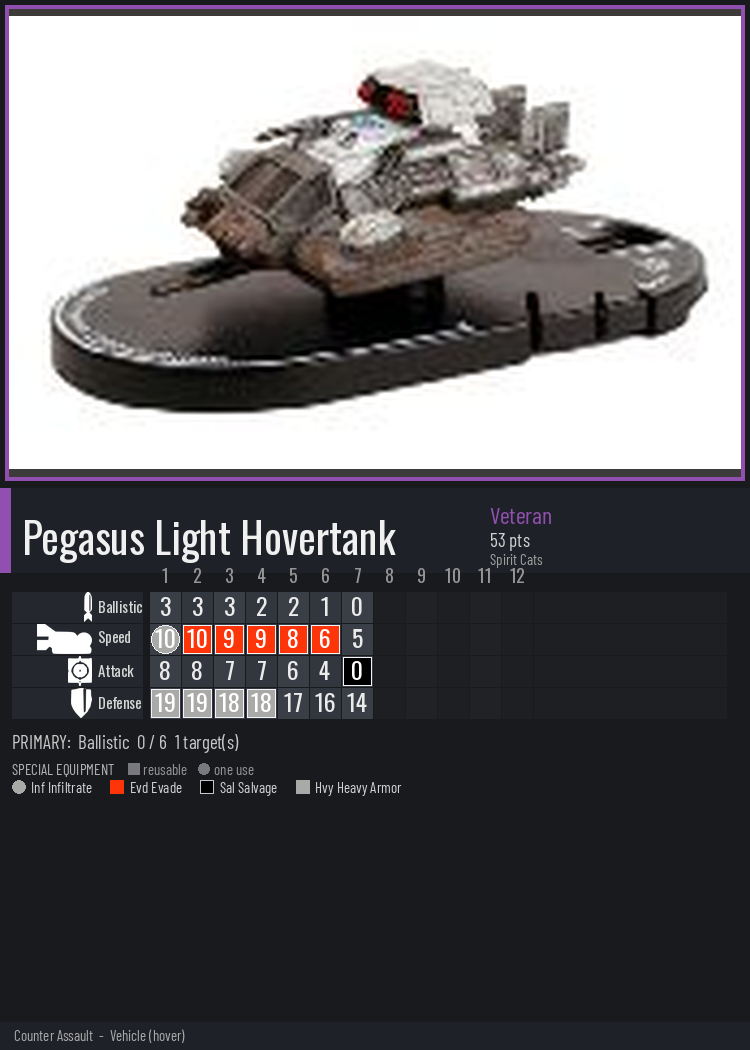 Pegasus Light Hovertank
Veteran
53 pts
Spirit Cats
1 2 3 4 5 6 7 8 9 10 11 12
Ballistic 3 3 3 2 2 1 0
Speed 10 10 9 9 8 6 5
Attack 8 8 7 7 6 4 0
Defense 19 19 18 18 17 16 14
PRIMARY: Ballistic 0 / 6 1 target(s)
SPECIAL EQUIPMENT reusable one use
Inf Infiltrate Evd Evade Sal Salvage Hvy Heavy Armor
Counter Assault - Vehicle (hover)